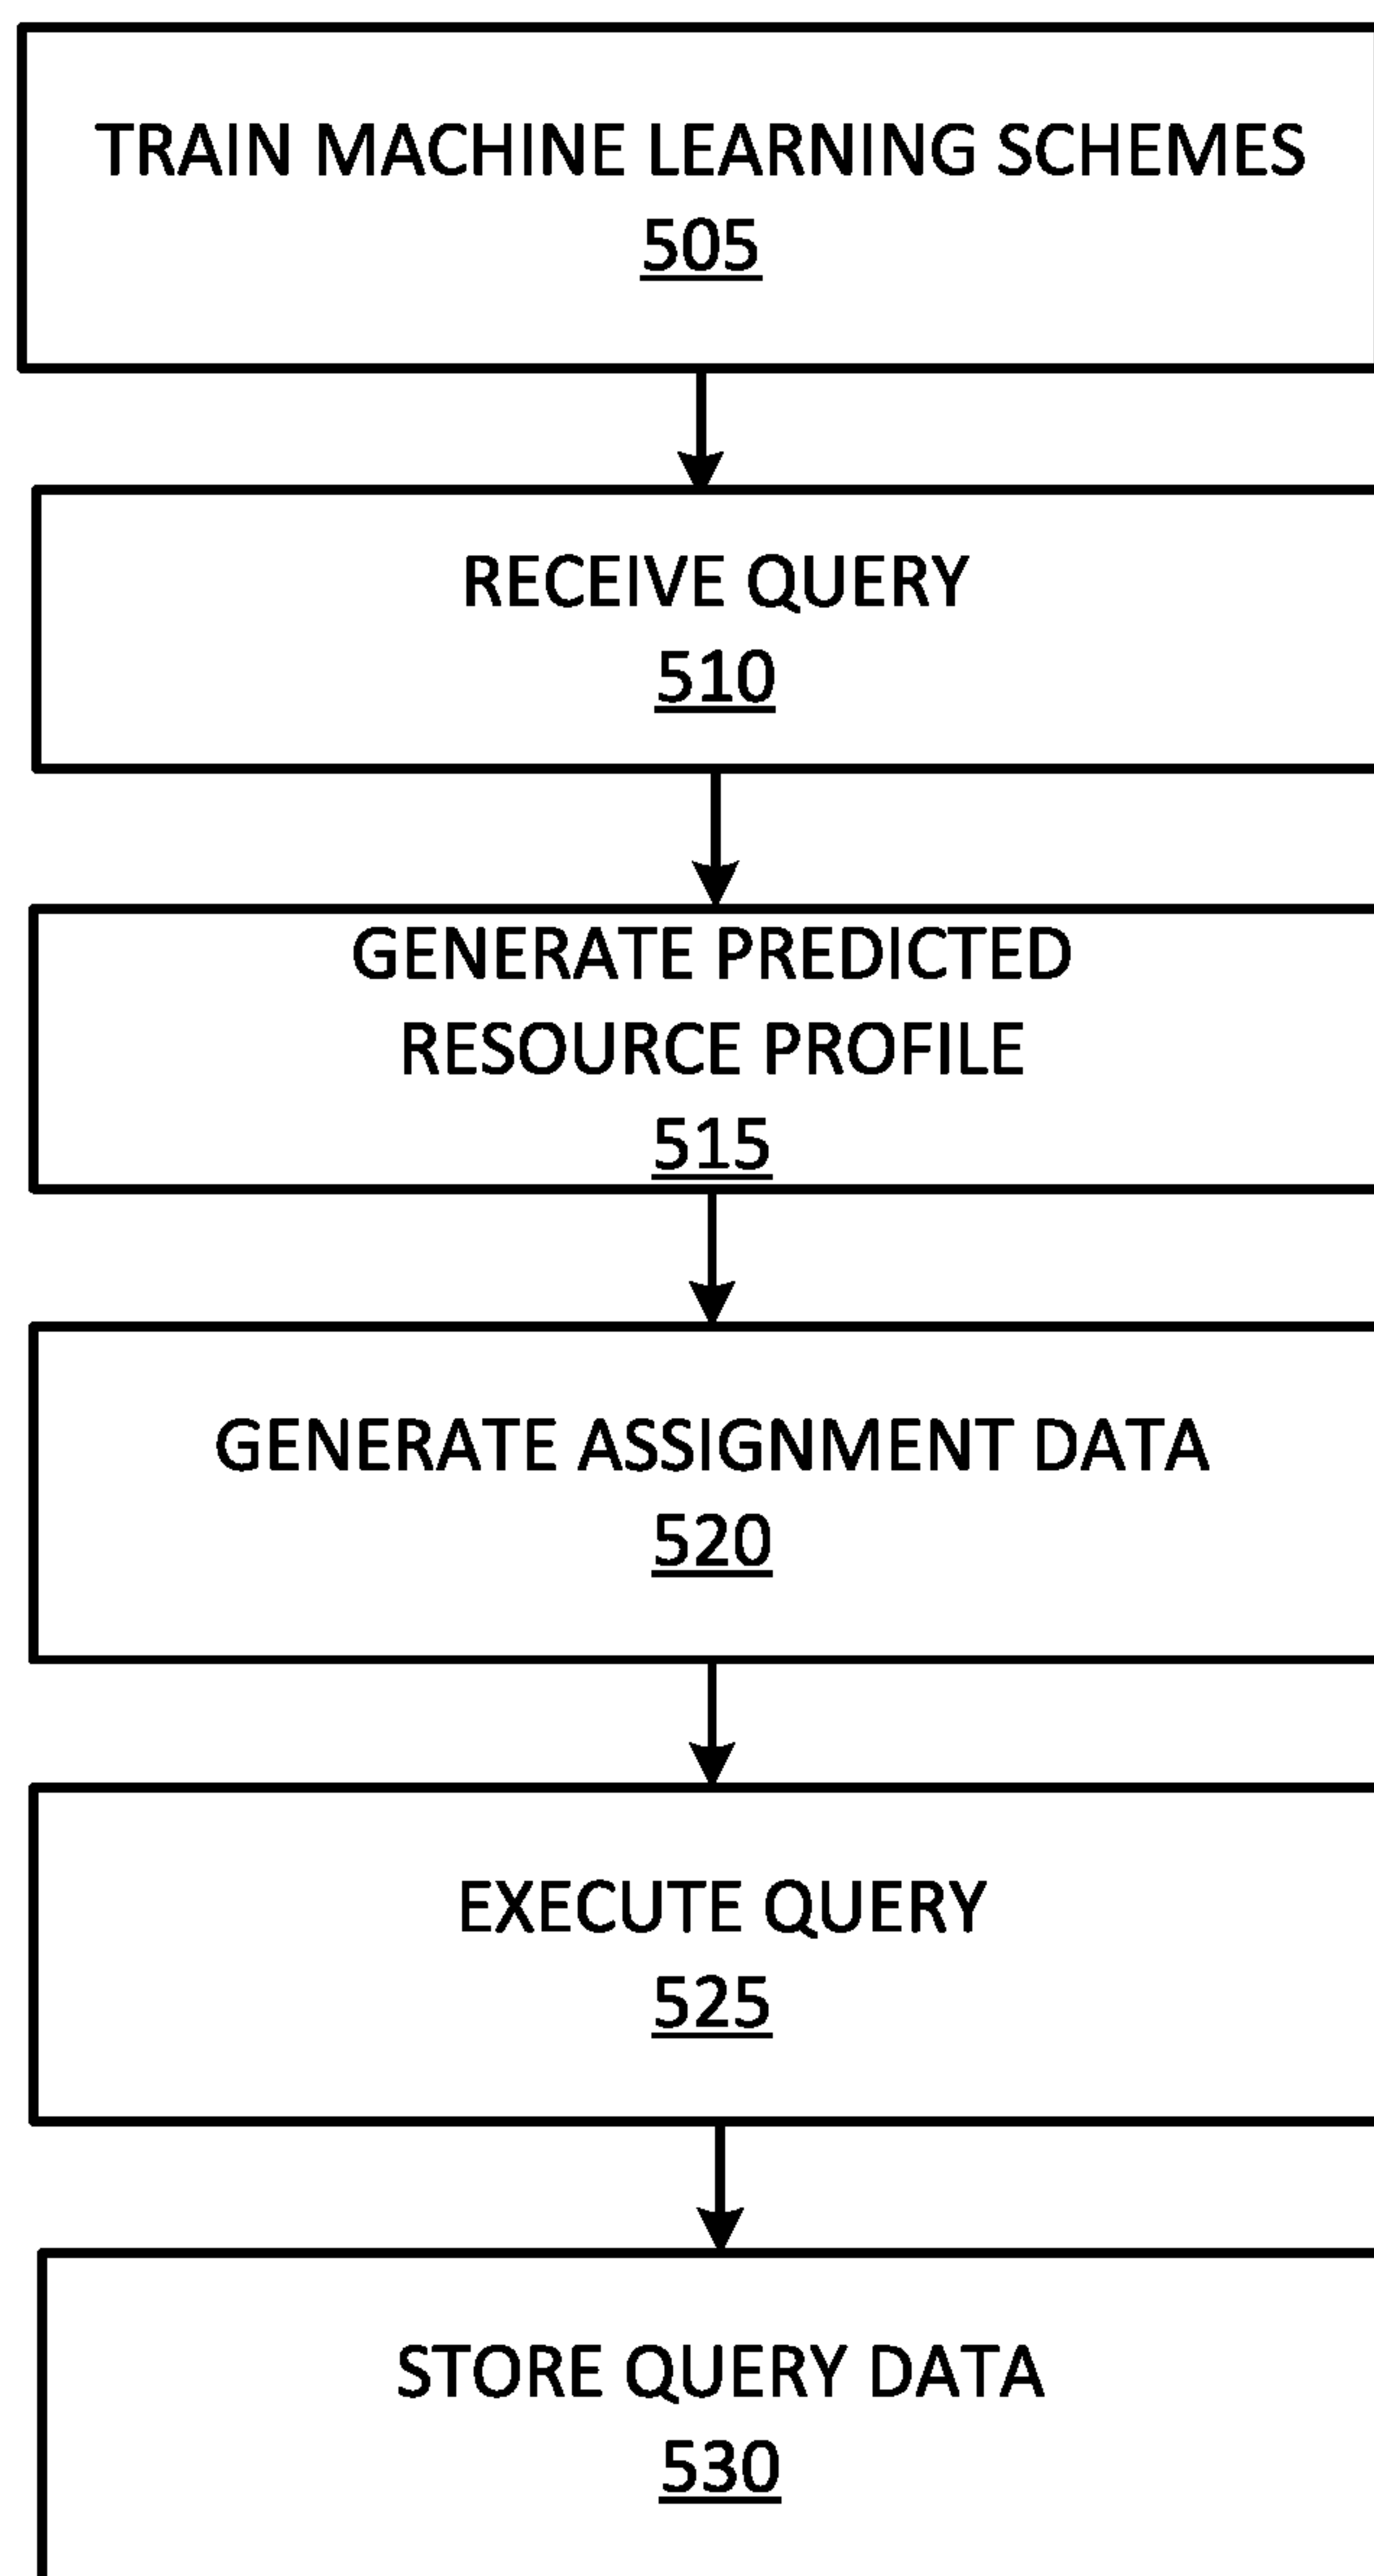 TRAIN MACHINE LEARNING SCHEMES
505
RECEIVE QUERY
510
GENERATE PREDICTED
RESOURCE PROFILE
515
GENERATE ASSIGNMENT DATA
520
EXECUTE QUERY
525
STORE QUERY DATA
530